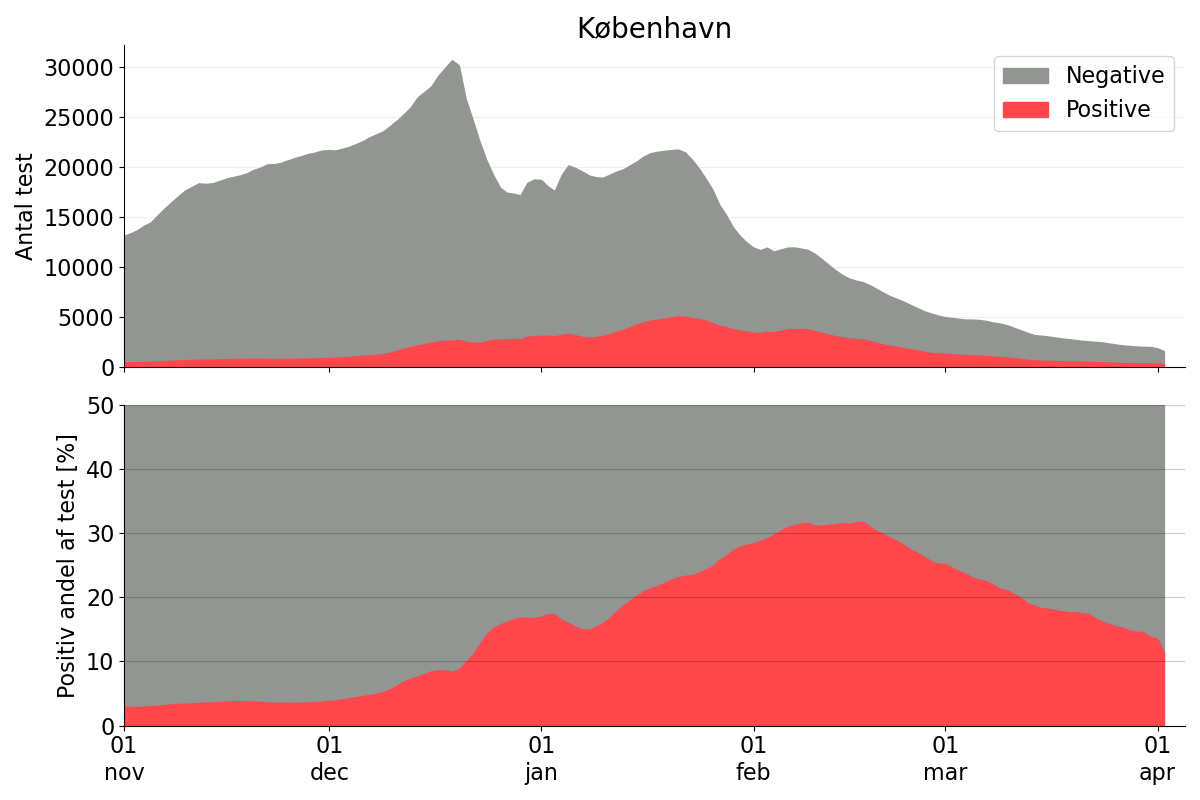 København
Antal test
30000
25000
20000
15000
10000
5000
0
Negative
Positive
Positiv andel af test [%]
50
40
30
20
10
0
01 01 01 01 01 01
nov dec jan feb mar apr